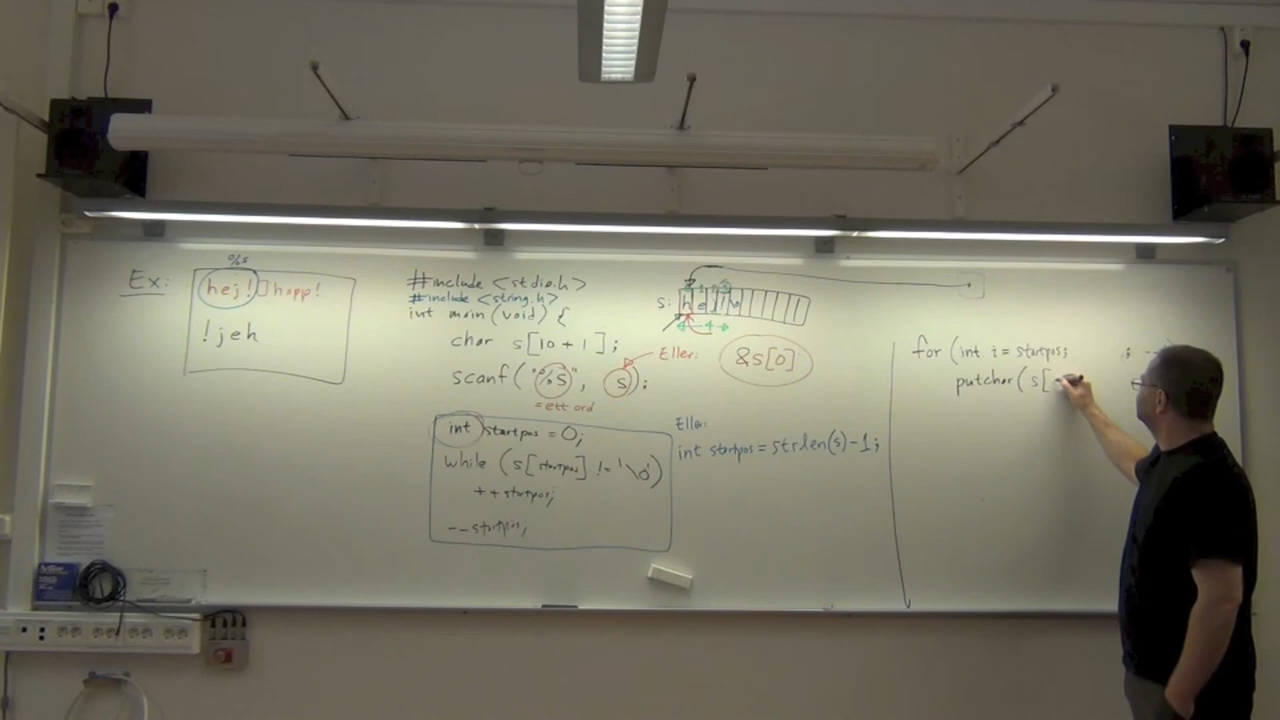 Ex:
%s
hej! hopp!
!jeh
#include <stdio.h>
#include <string.h>
int main(void) {
char s[10+1];
scanf("%s", s);
= ett ord
Eller:
&s[0]
s: h e j ! \0
4
int startpos = 0;
while (s[startpos] != '\0')
++startpos;
--startpos;
Eller:
int startpos = strlen(s)-1;
for (int i = startpos; ; --
putchar(s[